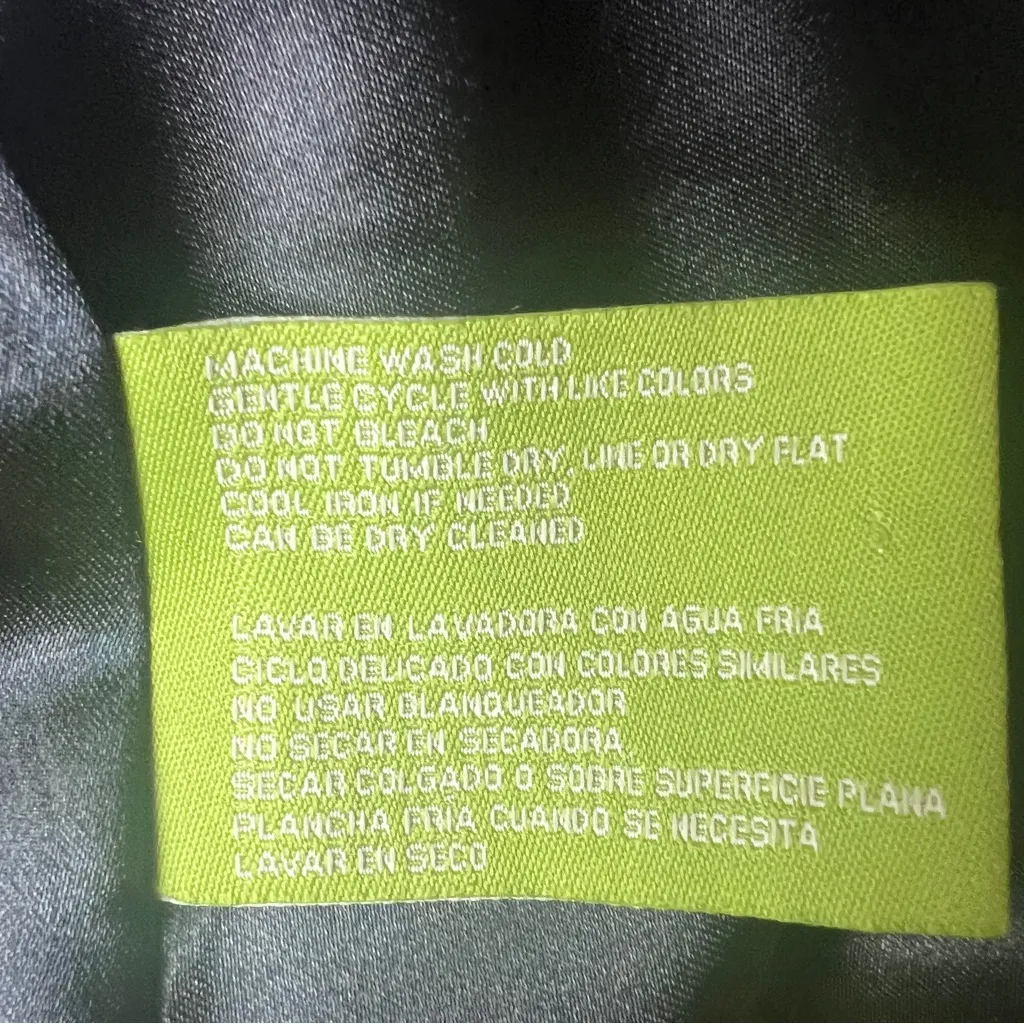 MACHINE WASH COLD
GENTLE CYCLE WITH LIKE COLORS
DO NOT BLEACH
DO NOT TUMBLE DRY, LINE OR DRY FLAT
COOL IRON IF NEEDED
CAN BE DRY CLEANED
LAVAR EN LAVADORA CON AGUA FRIA
CICLO DELICADO CON COLORES SIMILARES
NO USAR BLANQUEADOR
NO SECAR EN SECADORA,
SECAR COLGADO O SOBRE SUPERFICIE PLANA
PLANCHA FRIA CUANDO SE NECESITA
LAVAR EN SECO